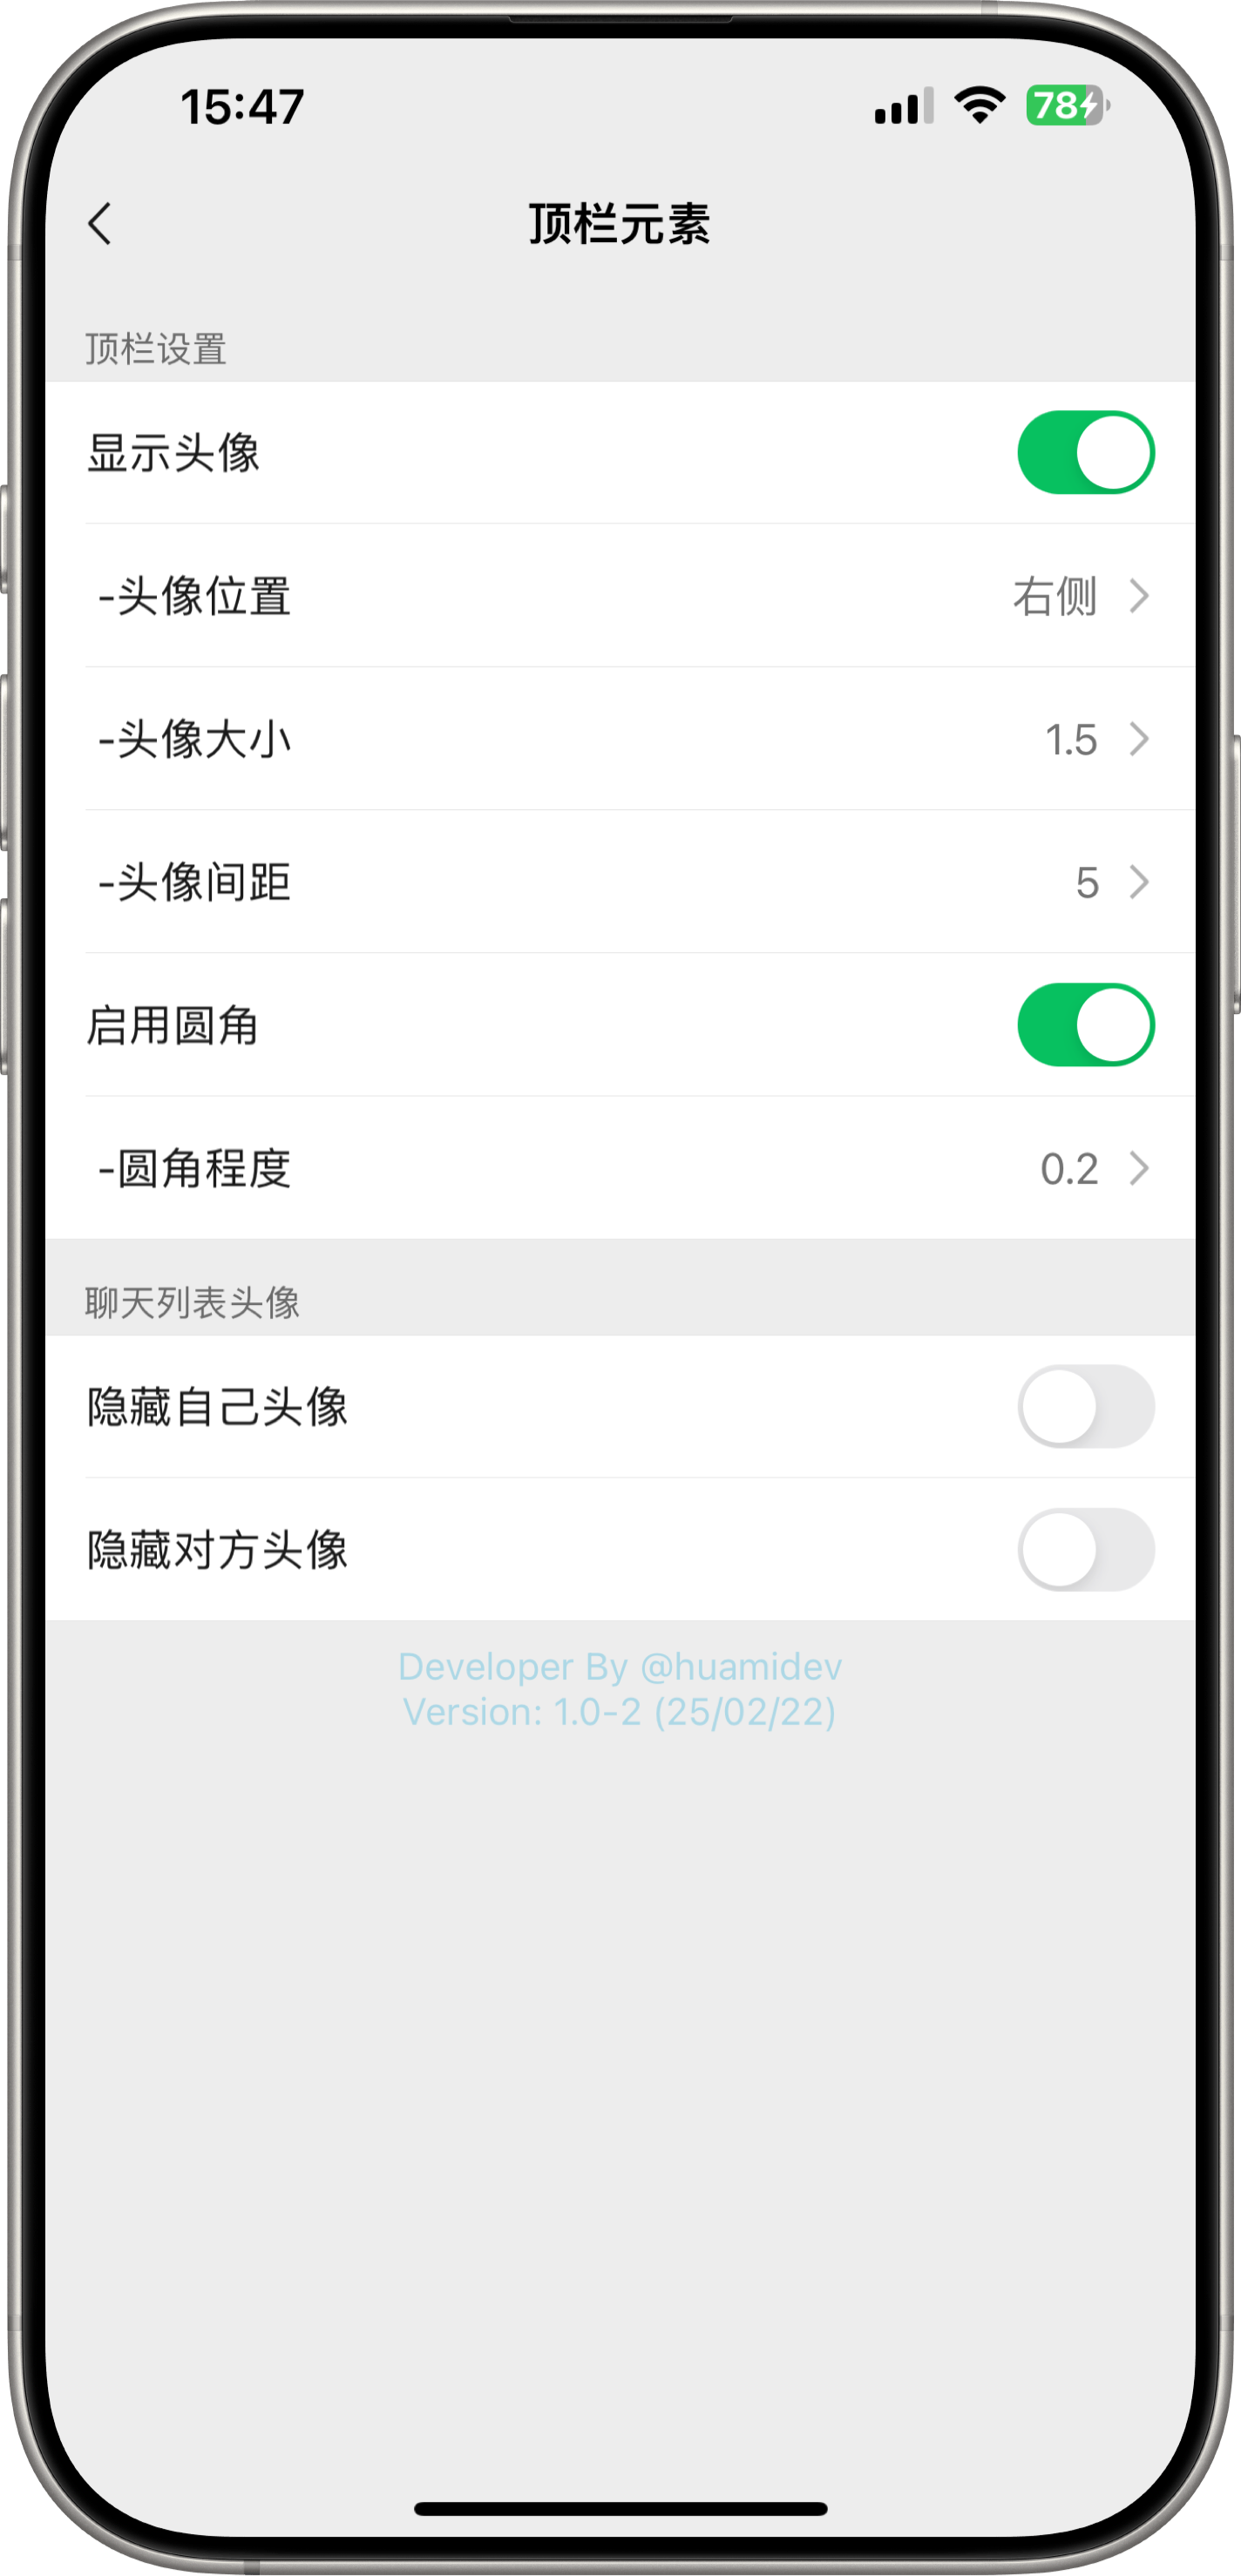 15:47
78
顶栏元素
顶栏设置
显示头像
-头像位置 右侧
-头像大小 1.5
-头像间距 5
启用圆角
-圆角程度 0.2
聊天列表头像
隐藏自己头像
隐藏对方头像
Developer By @huamidev
Version: 1.0-2 (25/02/22)